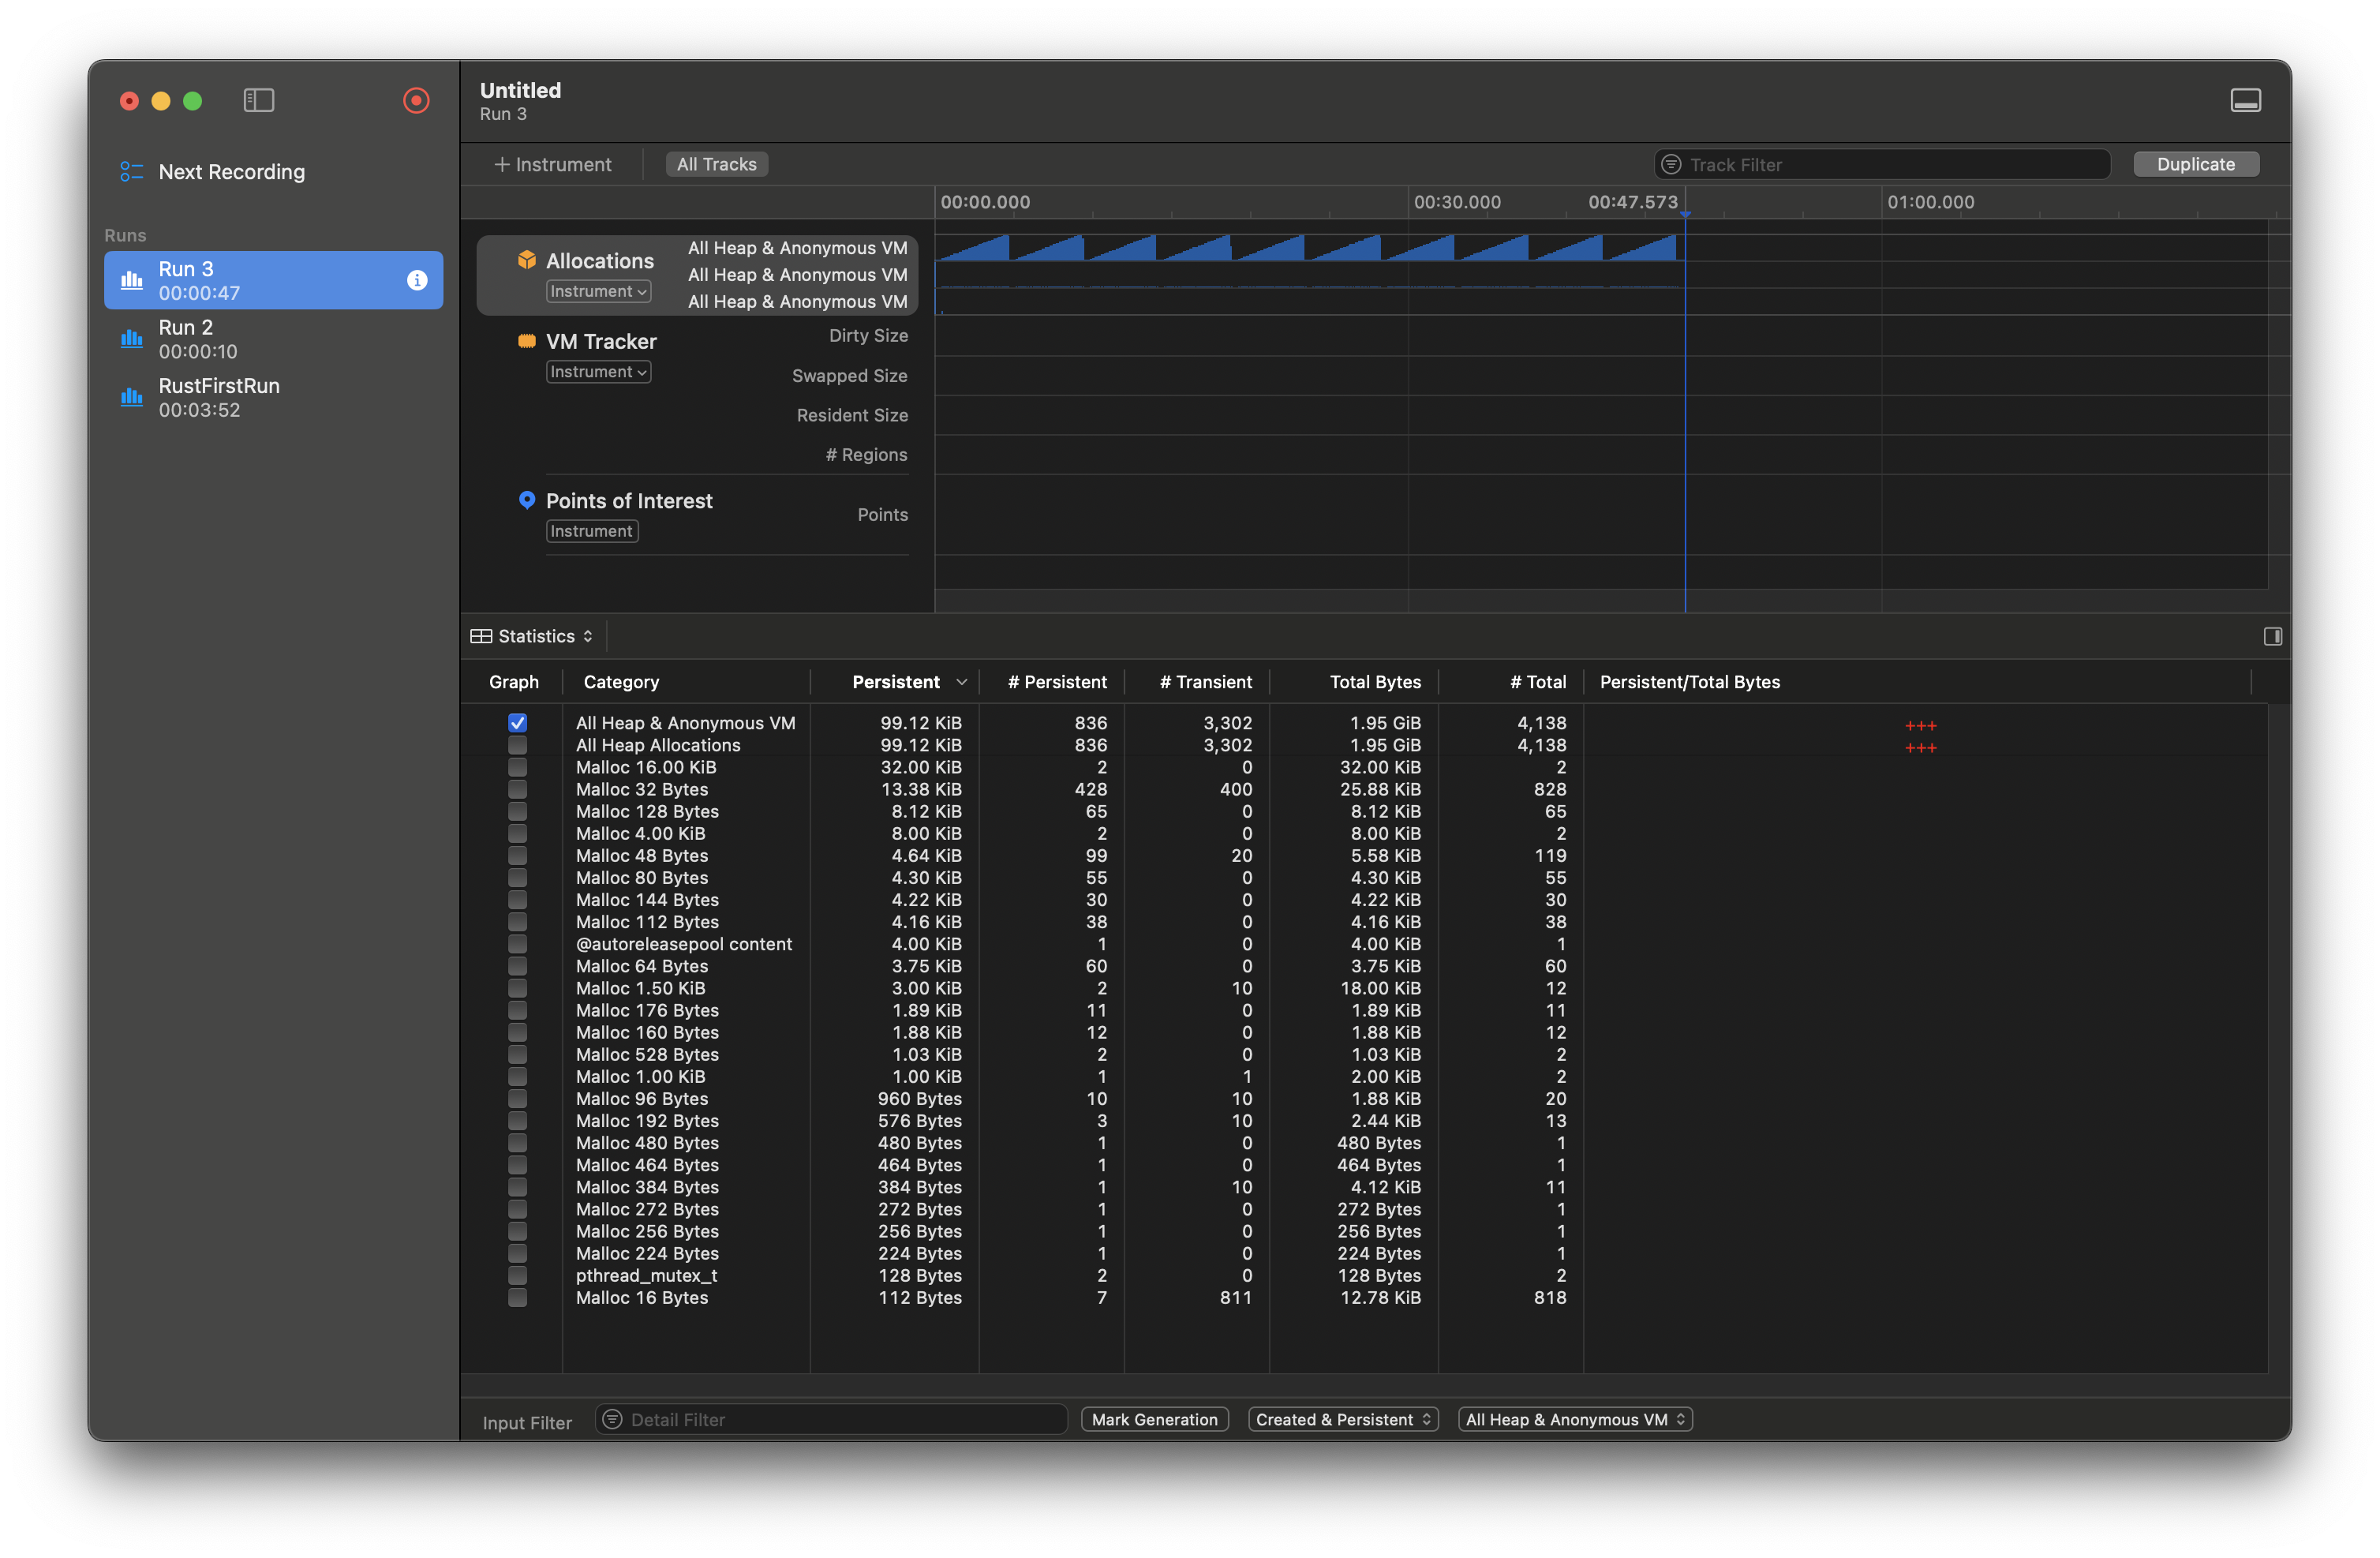 Untitled
Run 3
Next Recording
Runs
Run 3
00:00:47
Run 2
00:00:10
RustFirstRun
00:03:52
+ Instrument All Tracks Track Filter Duplicate
00:00.000 00:30.000 00:47.573 01:00.000
Allocations
Instrument
All Heap & Anonymous VM
All Heap & Anonymous VM
All Heap & Anonymous VM
VM Tracker
Instrument
Dirty Size
Swapped Size
Resident Size
# Regions
Points of Interest
Instrument
Points
Statistics
Graph Category Persistent # Persistent # Transient Total Bytes # Total Persistent/Total Bytes
All Heap & Anonymous VM 99.12 KiB 836 3,302 1.95 GiB 4,138 +++
All Heap Allocations 99.12 KiB 836 3,302 1.95 GiB 4,138 +++
Malloc 16.00 KiB 32.00 KiB 2 0 32.00 KiB 2
Malloc 32 Bytes 13.38 KiB 428 400 25.88 KiB 828
Malloc 128 Bytes 8.12 KiB 65 0 8.12 KiB 65
Malloc 4.00 KiB 8.00 KiB 2 0 8.00 KiB 2
Malloc 48 Bytes 4.64 KiB 99 20 5.58 KiB 119
Malloc 80 Bytes 4.30 KiB 55 0 4.30 KiB 55
Malloc 144 Bytes 4.22 KiB 30 0 4.22 KiB 30
Malloc 112 Bytes 4.16 KiB 38 0 4.16 KiB 38
@autoreleasepool content 4.00 KiB 1 0 4.00 KiB 1
Malloc 64 Bytes 3.75 KiB 60 0 3.75 KiB 60
Malloc 1.50 KiB 3.00 KiB 2 10 18.00 KiB 12
Malloc 176 Bytes 1.89 KiB 11 0 1.89 KiB 11
Malloc 160 Bytes 1.88 KiB 12 0 1.88 KiB 12
Malloc 528 Bytes 1.03 KiB 2 0 1.03 KiB 2
Malloc 1.00 KiB 1.00 KiB 1 1 2.00 KiB 2
Malloc 96 Bytes 960 Bytes 10 10 1.88 KiB 20
Malloc 192 Bytes 576 Bytes 3 10 2.44 KiB 13
Malloc 480 Bytes 480 Bytes 1 0 480 Bytes 1
Malloc 464 Bytes 464 Bytes 1 0 464 Bytes 1
Malloc 384 Bytes 384 Bytes 1 10 4.12 KiB 11
Malloc 272 Bytes 272 Bytes 1 0 272 Bytes 1
Malloc 256 Bytes 256 Bytes 1 0 256 Bytes 1
Malloc 224 Bytes 224 Bytes 1 0 224 Bytes 1
pthread_mutex_t 128 Bytes 2 0 128 Bytes 2
Malloc 16 Bytes 112 Bytes 7 811 12.78 KiB 818
Input Filter Detail Filter Mark Generation Created & Persistent All Heap & Anonymous VM